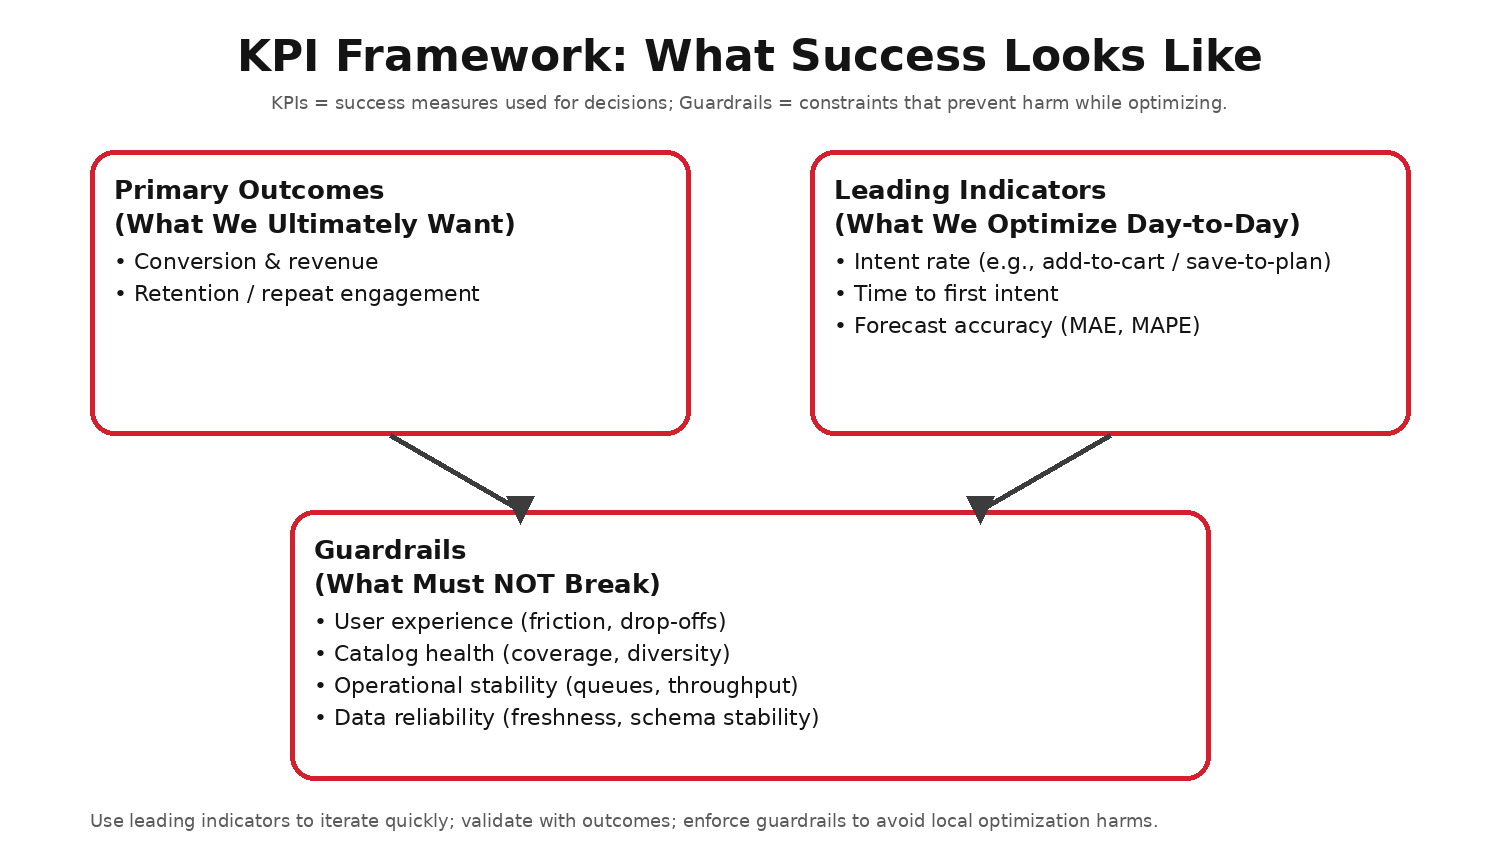 KPI Framework: What Success Looks Like
KPIs = success measures used for decisions; Guardrails = constraints that prevent harm while optimizing.
Primary Outcomes
(What We Ultimately Want)
• Conversion & revenue
• Retention / repeat engagement
Leading Indicators
(What We Optimize Day-to-Day)
• Intent rate (e.g., add-to-cart / save-to-plan)
• Time to first intent
• Forecast accuracy (MAE, MAPE)
Guardrails
(What Must NOT Break)
• User experience (friction, drop-offs)
• Catalog health (coverage, diversity)
• Operational stability (queues, throughput)
• Data reliability (freshness, schema stability)
Use leading indicators to iterate quickly; validate with outcomes; enforce guardrails to avoid local optimization harms.